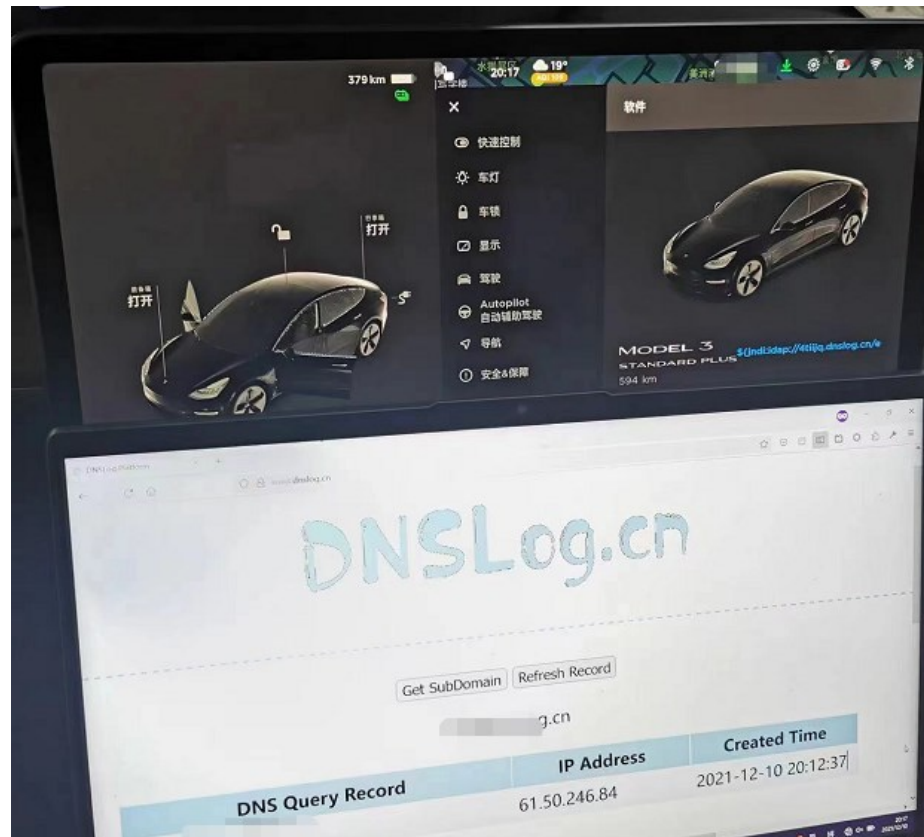 379 km
20:17
19°
软件
快速控制
车灯
车锁
显示
驾驶
Autopilot
自动辅助驾驶
导航
安全&保障
打开
打开
MODEL 3
STANDARD PLUS
594 km
DNSLog.cn
Get SubDomain
Refresh Record
g.cn
DNS Query Record
IP Address
Created Time
61.50.246.84
2021-12-10 20:12:37
20:17